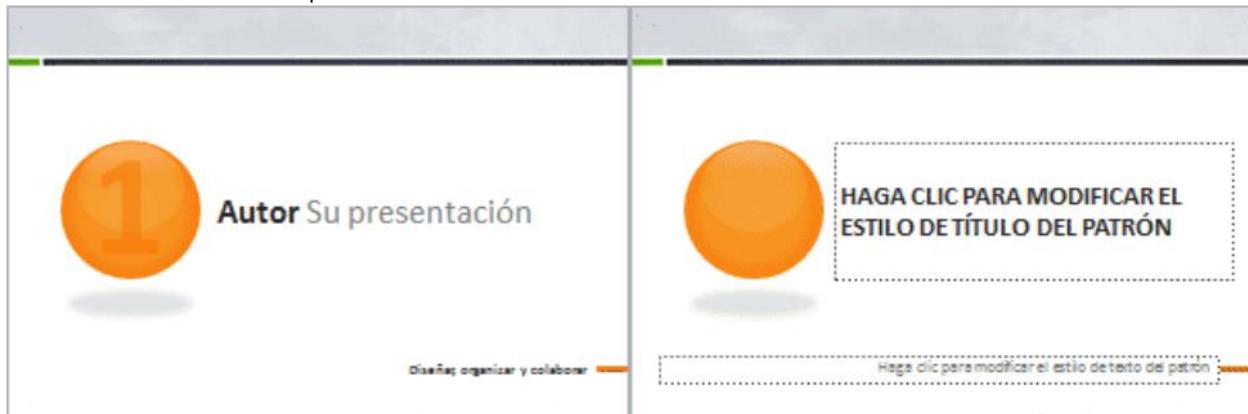 1
Autor Su presentación
Diseñar, organizar y colaborar
HAGA CLIC PARA MODIFICAR EL
ESTILO DE TÍTULO DEL PATRÓN
Haga clic para modificar el estilo de texto del patrón